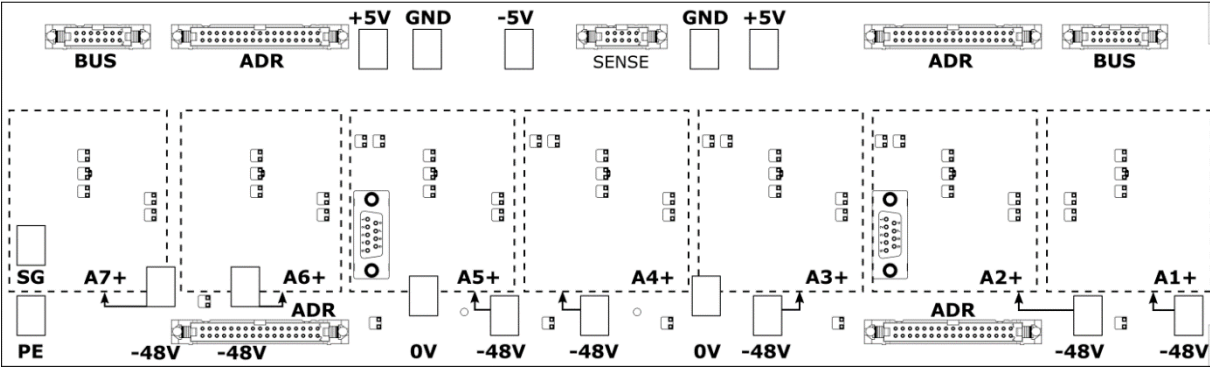 +5V GND -5V GND +5V
BUS ADR SENSE ADR BUS
SG A7+ A6+ A5+ A4+ A3+ A2+ A1+
ADR ADR
PE -48V -48V 0V -48V -48V 0V -48V -48V -48V